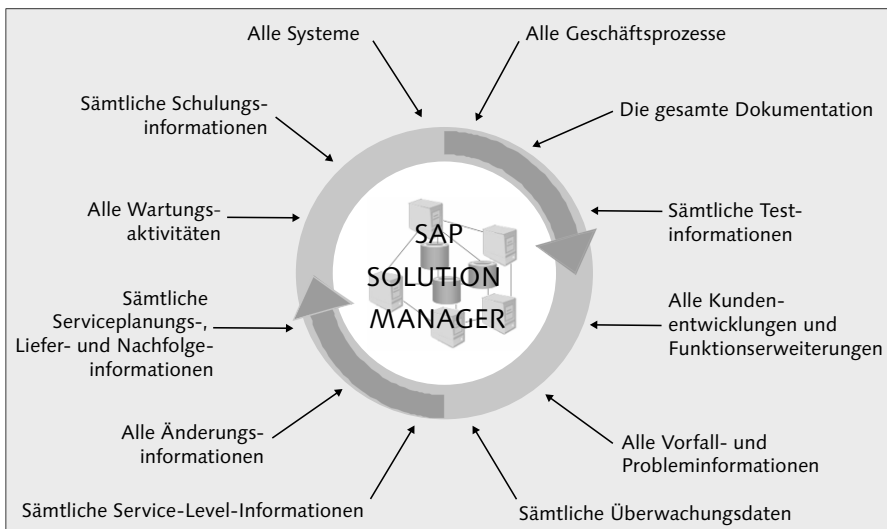 Alle Systeme
Alle Geschäftsprozesse
Sämtliche Schulungs-
informationen
Die gesamte Dokumentation
Alle Wartungs-
aktivitäten
Sämtliche Test-
informationen
SAP
SOLUTION
MANAGER
Sämtliche
Serviceplanungs-,
Liefer- und Nachfolge-
informationen
Alle Kunden-
entwicklungen und
Funktionserweiterungen
Alle Änderungs-
informationen
Alle Vorfall- und
Probleminformationen
Sämtliche Service-Level-Informationen
Sämtliche Überwachungsdaten